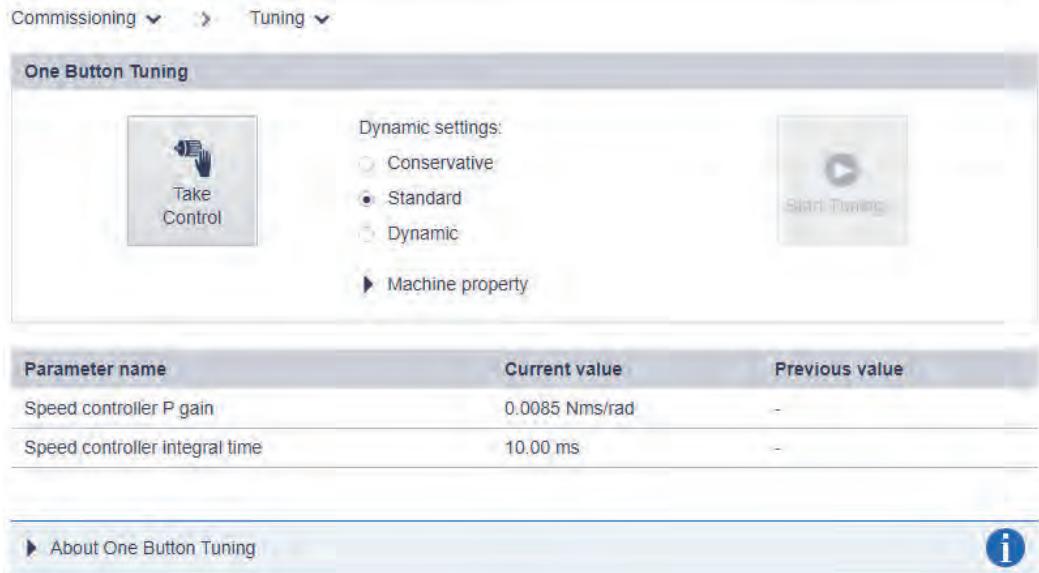 Commissioning > Tuning
One Button Tuning
Take
Control
Dynamic settings:
Conservative
Standard
Dynamic
Machine property
Start Tuning
Parameter name Current value Previous value
Speed controller P gain 0.0085 Nms/rad -
Speed controller integral time 10.00 ms -
About One Button Tuning
i